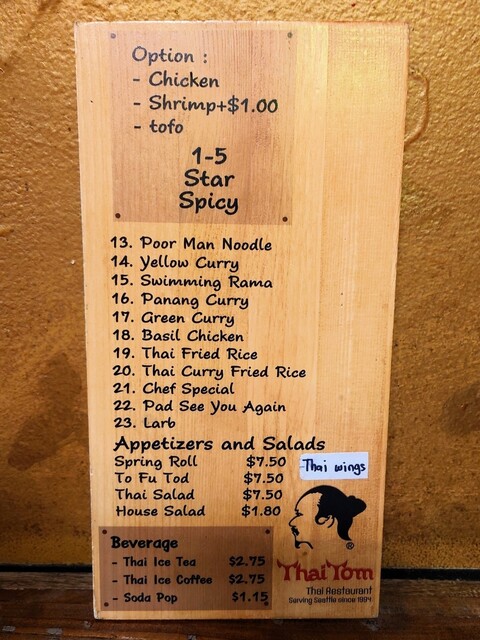 Option :
- Chicken
- Shrimp+$1.00
- tofo
1-5
Star
Spicy
13. Poor Man Noodle
14. Yellow Curry
15. Swimming Rama
16. Panang Curry
17. Green Curry
18. Basil Chicken
19. Thai Fried Rice
20. Thai Curry Fried Rice
21. Chef Special
22. Pad See You Again
23. Larb
Appetizers and Salads
Spring Roll $7.50
Thai wings
To Fu Tod $7.50
Thai Salad $7.50
House Salad $1.80
Beverage
- Thai Ice Tea $2.75
- Thai Ice Coffee $2.75
- Soda Pop $1.15
®
Thai Tom
Thai Restaurant
Serving Seattle since 1994